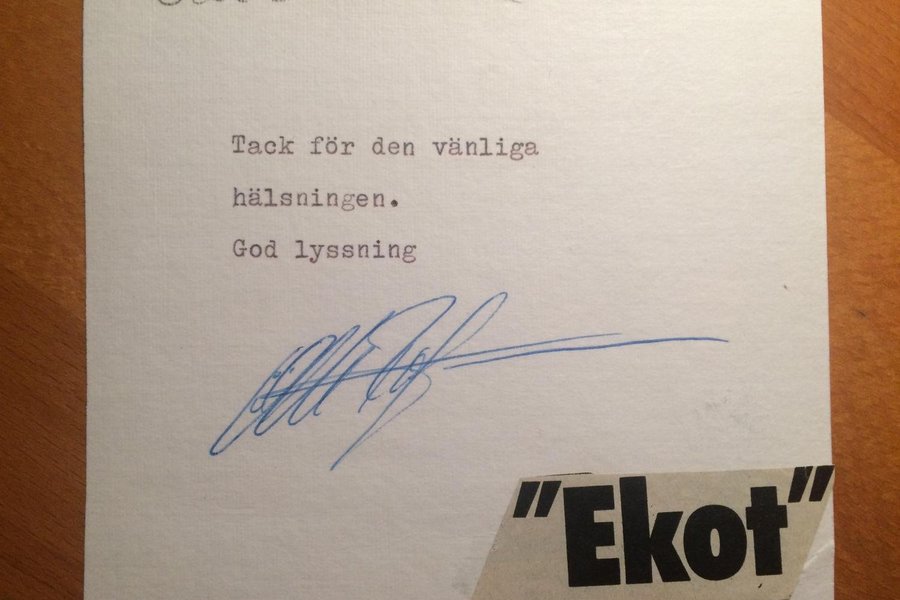 Tack för den vänliga
hälsningen.
God lyssning
"Ekot"